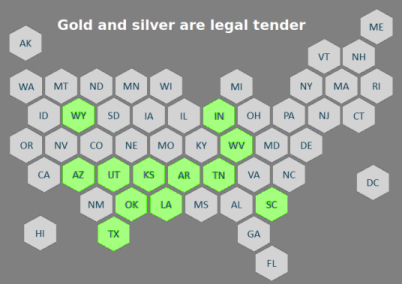 Gold and silver are legal tender
ME
AK
VT NH
WA MT ND MN WI MI NY MA RI
ID WY SD IA IL IN OH PA NJ CT
OR NV CO NE MO KY WV MD DE
CA AZ UT KS AR TN VA NC
DC
NM OK LA MS AL SC
HI TX GA
FL